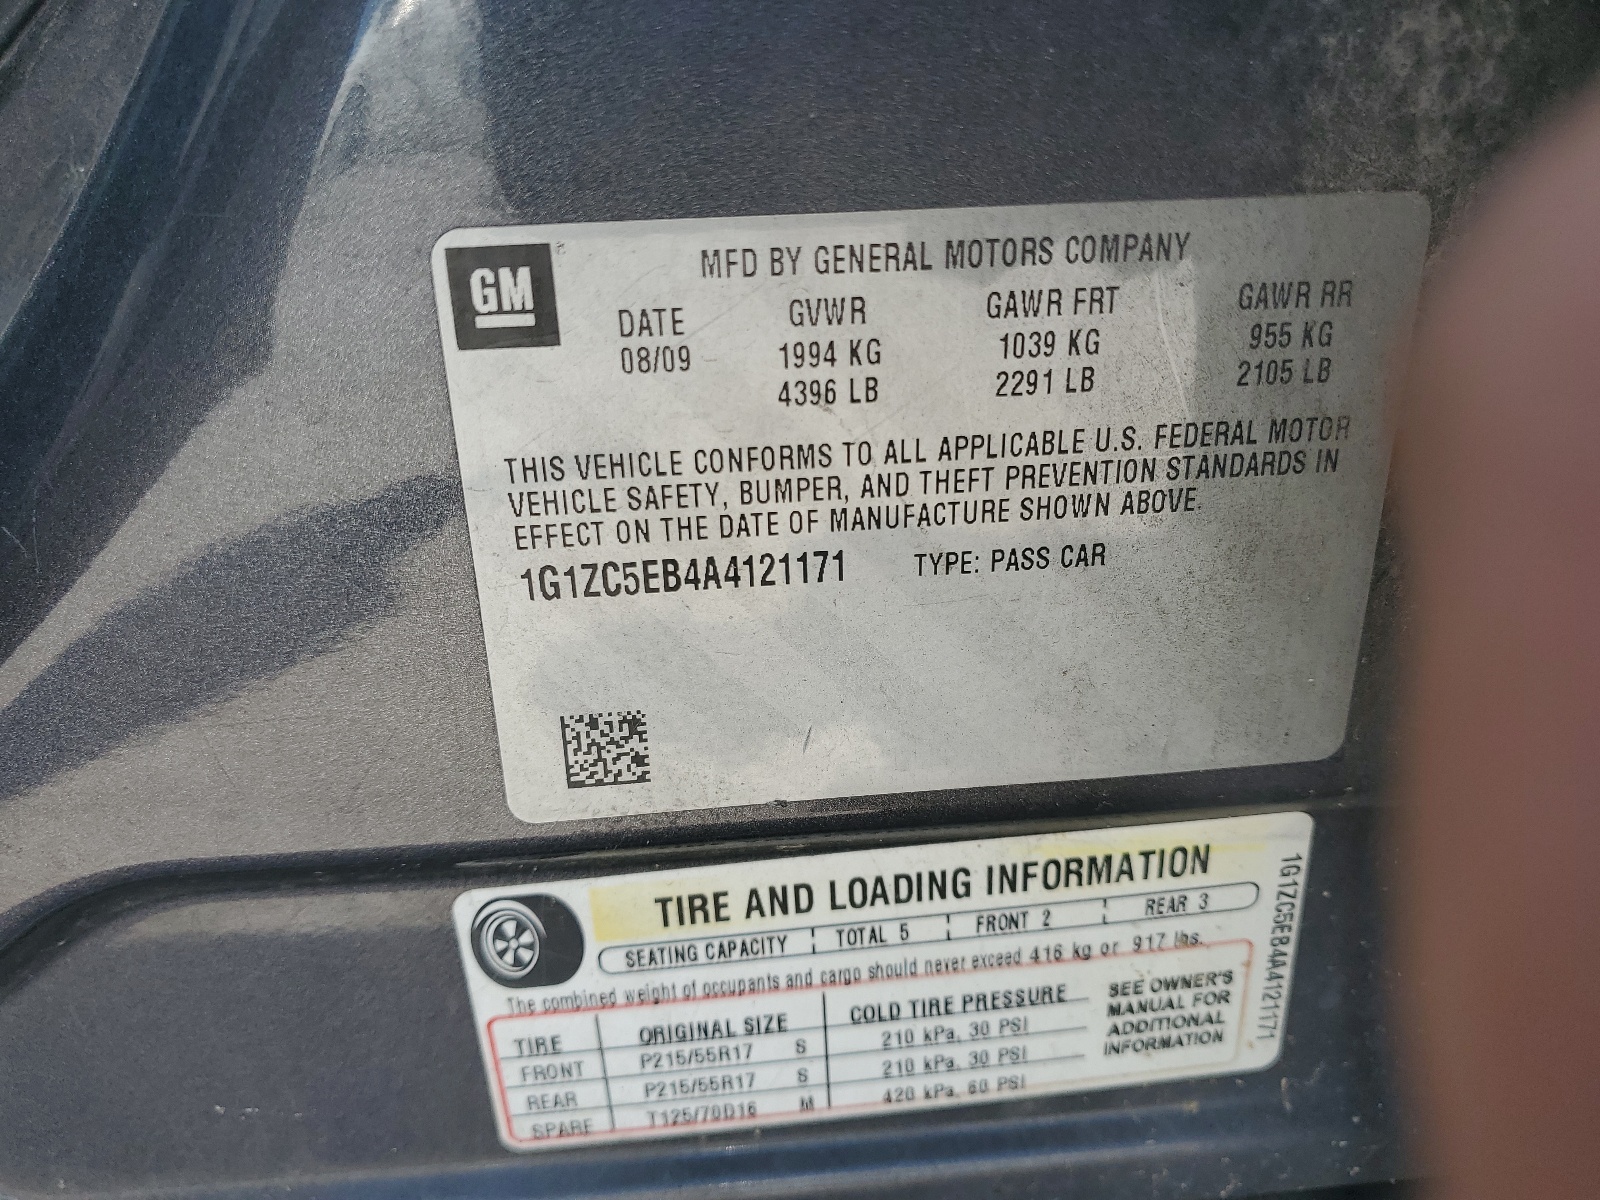 GM
MFD BY GENERAL MOTORS COMPANY
DATE GVWR GAWR FRT GAWR RR
08/09 1994 KG 1039 KG 955 KG
4396 LB 2291 LB 2105 LB
THIS VEHICLE CONFORMS TO ALL APPLICABLE U.S. FEDERAL MOTOR
VEHICLE SAFETY, BUMPER, AND THEFT PREVENTION STANDARDS IN
EFFECT ON THE DATE OF MANUFACTURE SHOWN ABOVE.
1G1ZC5EB4A4121171 TYPE: PASS CAR
TIRE AND LOADING INFORMATION
SEATING CAPACITY TOTAL 5 FRONT 2 REAR 3
The combined weight of occupants and cargo should never exceed 416 kg or 917 lbs.
TIRE ORIGINAL SIZE COLD TIRE PRESSURE
FRONT P215/55R17 S 210 kPa, 30 PSI
REAR P215/55R17 S 210 kPa, 30 PSI
SPARE T125/70D16 M 420 kPa, 60 PSI
SEE OWNER'S
MANUAL FOR
ADDITIONAL
INFORMATION
1G1ZC5EB4A4121171